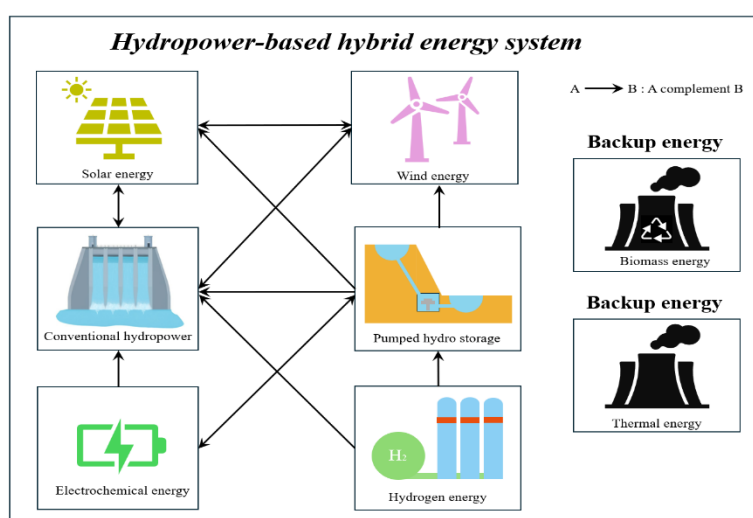 Hydropower-based hybrid energy system
A ⟶ B : A complement B
Solar energy
Wind energy
Backup energy
Biomass energy
Conventional hydropower
Pumped hydro storage
Backup energy
Thermal energy
H₂
Electrochemical energy
Hydrogen energy